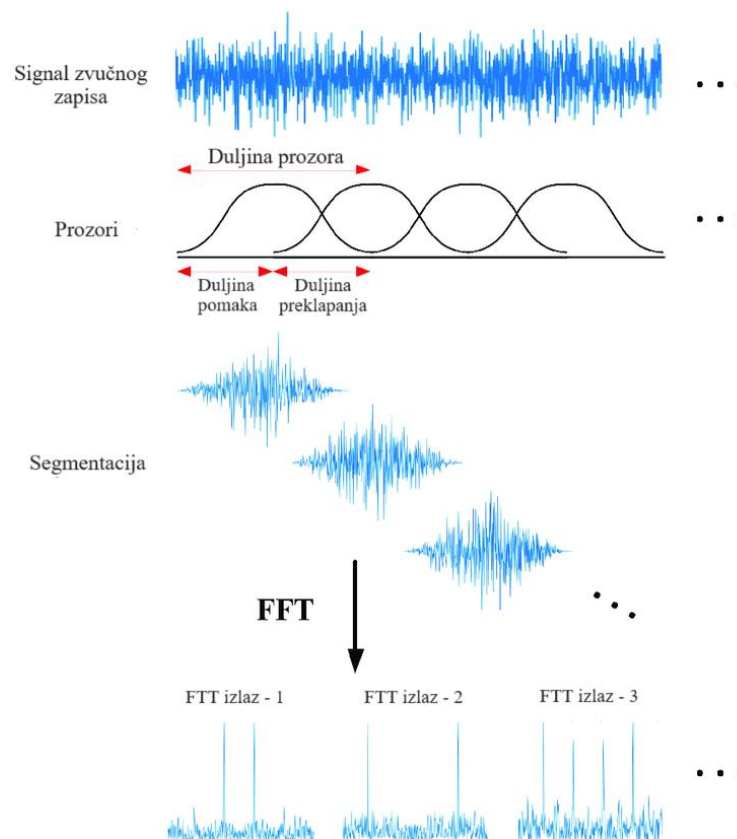 Signal zvučnog
zapisa
Duljina prozora
Prozori
Duljina
pomaka
Duljina
preklapanja
Segmentacija
FFT
FTT izlaz - 1
FTT izlaz - 2
FTT izlaz - 3